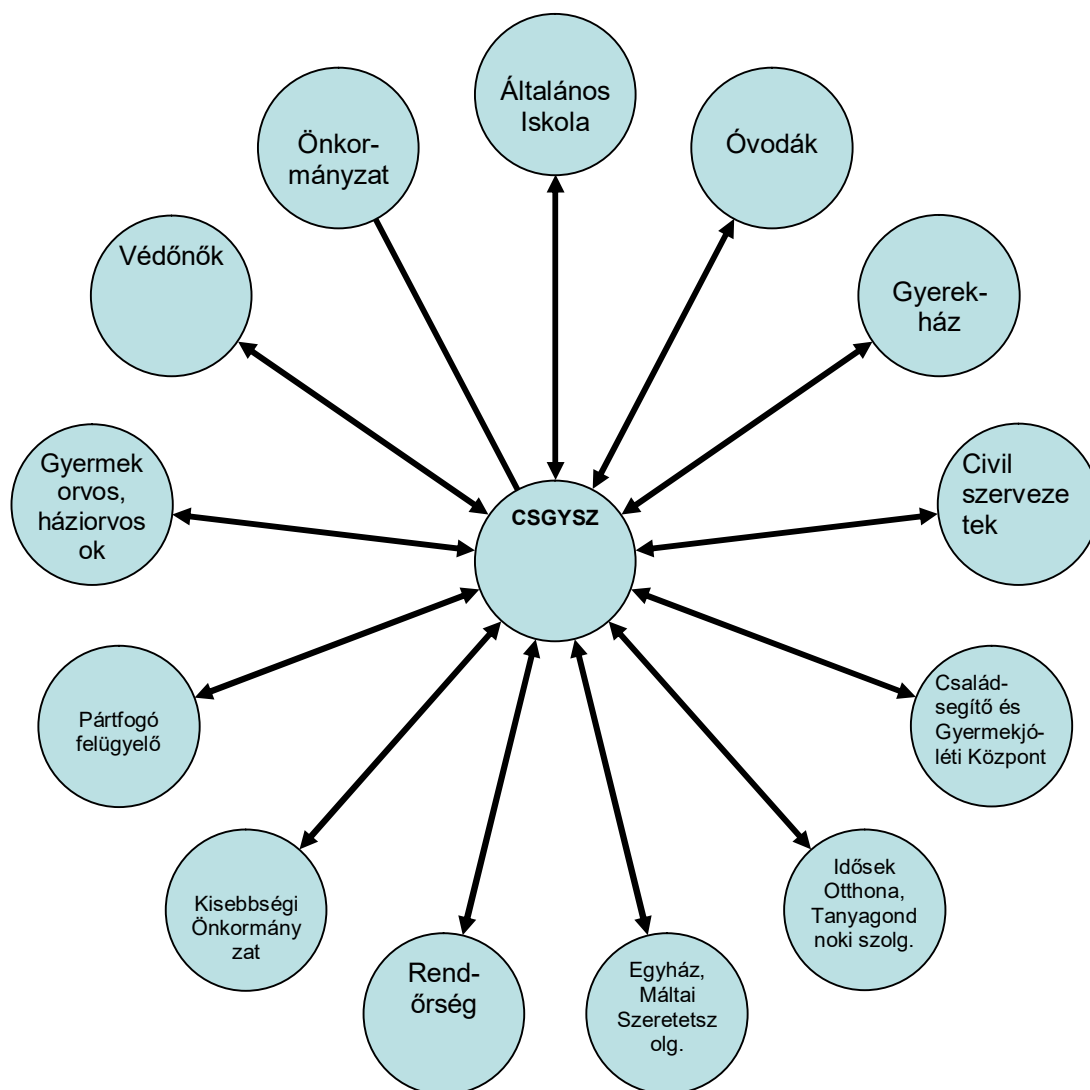 Általános
Iskola
Óvodák
Önkor-
mányzat
Védőnők
Gyerek-
ház
Gyermek
orvos,
háziorvos
ok
CSGYSZ
Civil
szerveze
tek
Pártfogó
felügyelő
Család-
segítő és
Gyermekjó-
léti Központ
Kisebbségi
Önkormány
zat
Idősek
Otthona,
Tanyagond
noki szolg.
Rend-
őrség
Egyház,
Máltai
Szeretetsz
olg.